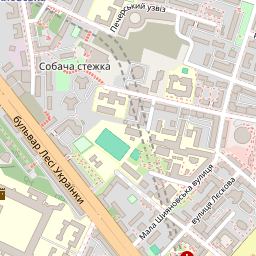 Печерський узвіз
Собача стежка
бульвар Лесі Українки
Мала Шияновська вулиця
вулиця Лєскова